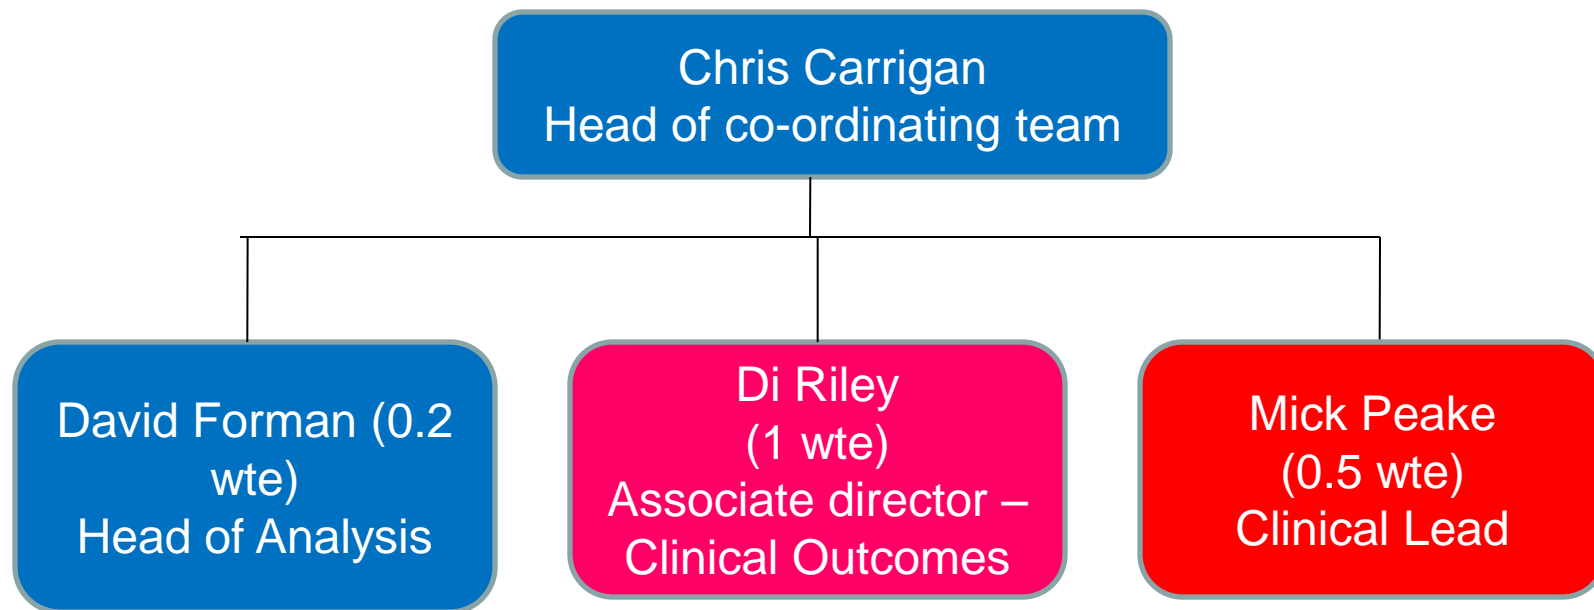 Chris Carrigan
Head of co-ordinating team
David Forman (0.2
wte)
Head of Analysis
Di Riley
(1 wte)
Associate director –
Clinical Outcomes
Mick Peake
(0.5 wte)
Clinical Lead